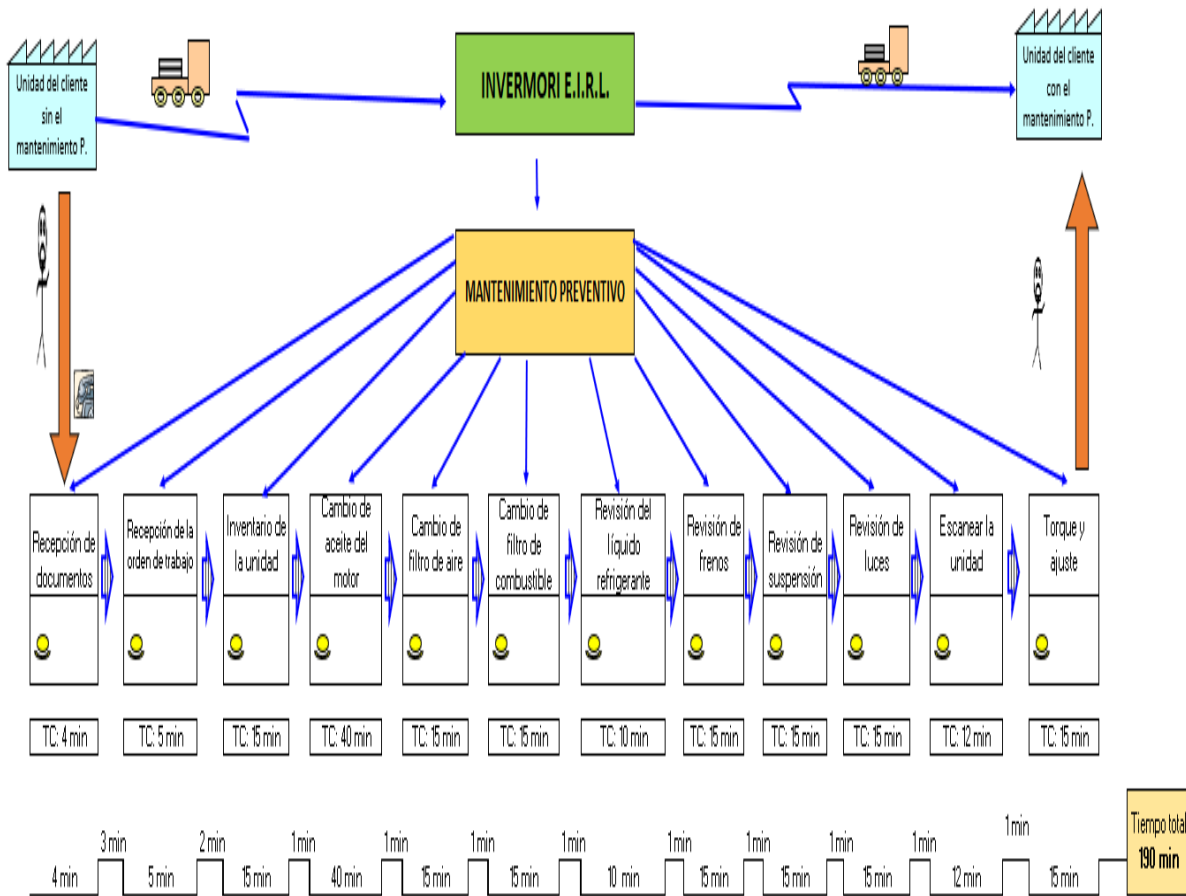 Unidad del cliente
sin el
mantenimiento P.
INVERMORI E.I.R.L.
Unidad del cliente
con el
mantenimiento P.
MANTENIMIENTO PREVENTIVO
Recepción de
documentos
Recepción de la
orden de trabajo
Inventario de
la unidad
Cambio de
aceite del
motor
Cambio de
filtro de aire
Cambio de
filtro de
combustible
Revisión del
líquido
refrigerante
Revisión de
frenos
Revisión de
suspensión
Revisión de
luces
Escanear la
unidad
Torque y
ajuste
TC: 4 min
TC: 5 min
TC: 15 min
TC: 40 min
TC: 15 min
TC: 15 min
TC: 10 min
TC: 15 min
TC: 15 min
TC: 15 min
TC: 12 min
TC: 15 min
3 min
2 min
1 min
1 min
1 min
1 min
1 min
1 min
1 min
1 min
1 min
4 min
5 min
15 min
40 min
15 min
15 min
10 min
15 min
15 min
15 min
12 min
15 min
Tiempo total
190 min